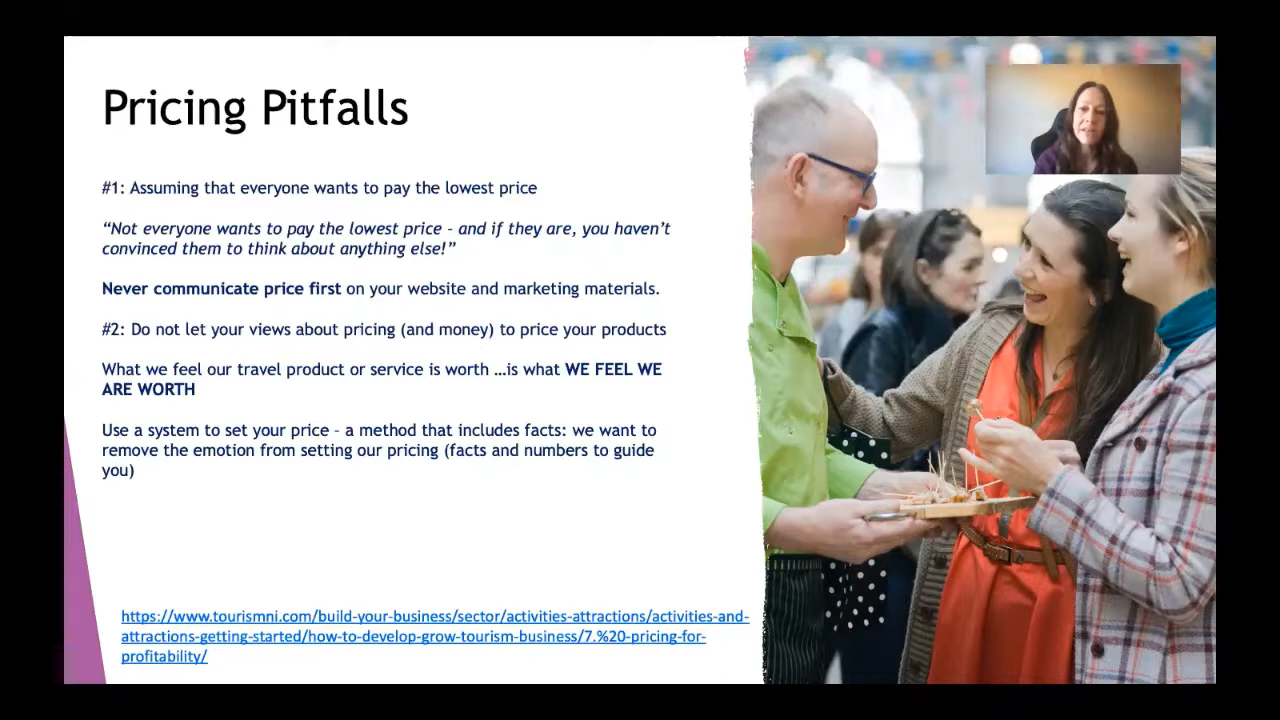 Pricing Pitfalls
#1: Assuming that everyone wants to pay the lowest price
“Not everyone wants to pay the lowest price – and if they are, you haven’t
convinced them to think about anything else!”
Never communicate price first on your website and marketing materials.
#2: Do not let your views about pricing (and money) to price your products
What we feel our travel product or service is worth …is what WE FEEL WE
ARE WORTH
Use a system to set your price – a method that includes facts: we want to
remove the emotion from setting our pricing (facts and numbers to guide
you)
https://www.tourismni.com/build-your-business/sector/activities-attractions/activities-and-
attractions-getting-started/how-to-develop-grow-tourism-business/7.%20-pricing-for-
profitability/